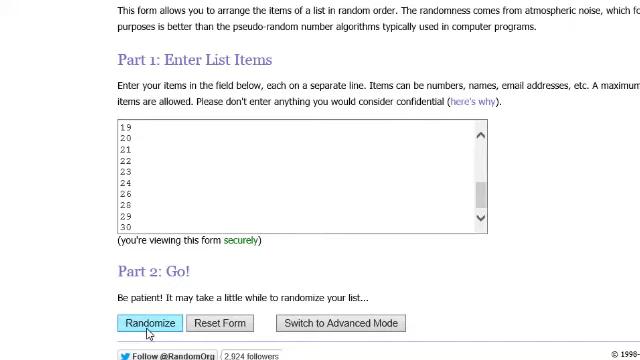 This form allows you to arrange the items of a list in random order. The randomness comes from atmospheric noise, which fo
purposes is better than the pseudo-random number algorithms typically used in computer programs.
Part 1: Enter List Items
Enter your items in the field below, each on a separate line. Items can be numbers, names, email addresses, etc. A maximum
items are allowed. Please don't enter anything you would consider confidential (here's why).
19
20
21
22
23
24
26
28
29
30
(you're viewing this form securely)
Part 2: Go!
Be patient! It may take a little while to randomize your list...
Randomize Reset Form Switch to Advanced Mode
© 1998-
Follow @RandomOrg 2,924 followers